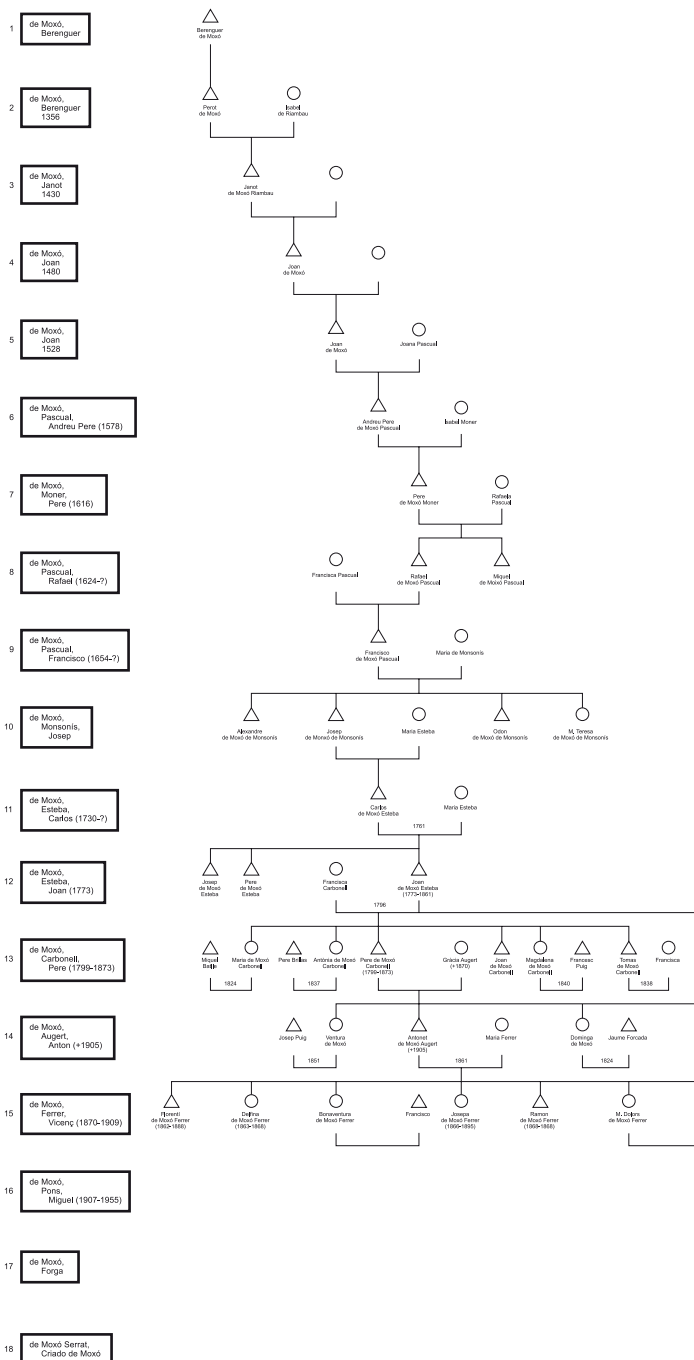 1
de Moxó,
Berenguer
Berenguer
de Moxó
2
de Moxó,
Berenguer
1356
Perot
de Moxó
Isabel
de Riambau
3
de Moxó,
Janot
1430
Janot
de Moxó Riambau
4
de Moxó,
Joan
1480
Joan
de Moxó
5
de Moxó,
Joan
1528
Joan
de Moxó
Joana Pascual
6
de Moxó,
Pascual,
Andreu Pere (1578)
Andreu Pere
de Moxó Pascual
Isabel Moner
7
de Moxó,
Moner,
Pere (1616)
Pere
de Moxó Moner
Rafaela
Pascual
8
de Moxó,
Pascual,
Rafael (1624-?)
Francisca Pascual
Rafael
de Moxó Pascual
Miquel
de Moixó Pascual
9
de Moxó,
Pascual,
Francisco (1654-?)
Francisco
de Moxó Pascual
Maria de Monsonís
10
de Moxó,
Monsonís,
Josep
Alexandre
de Moxó de Monsonís
Josep
de Moxó de Monsonís
Maria Esteba
Odon
de Moxó de Monsonís
M. Teresa
de Moxó de Monsonís
11
de Moxó,
Esteba,
Carlos (1730-?)
Carlos
de Moxó Esteba
Maria Esteba
1761
12
de Moxó,
Esteba,
Joan (1773)
Josep
de Moxó
Esteba
Pere
de Moxó
Esteba
Francisca
Carbonell
Joan
de Moxó Esteba
(1773-1861)
1796
13
de Moxó,
Carbonell,
Pere (1799-1873)
Miquel
Batlle
Maria de Moxó
Carbonell
Pere Brillas
Antònia de Moxó
Carbonell
Pere de Moxó
Carbonell
(1799-1873)
Gràcia Augert
(+1870)
Joan
de Moxó
Carbonell
Magdalena
de Moxó
Carbonell
Francesc
Puig
Tomas
de Moxó
Carbonell
Francisca
1824
1837
1840
1838
14
de Moxó,
Augert,
Anton (+1905)
Josep Puig
Ventura
de Moxó
Antonet
de Moxó Augert
(+1905)
Maria Ferrer
Dominga
de Moxó
Jaume Forcada
1851
1861
1824
15
de Moxó,
Ferrer,
Vicenç (1870-1909)
Florentí
de Moxó Ferrer
(1862-1888)
Delfina
de Moxó Ferrer
(1863-1868)
Bonaventura
de Moxó Ferrer
Francisco
Josepa
de Moxó Ferrer
(1866-1895)
Ramon
de Moxó Ferrer
(1868-1868)
M. Dolors
de Moxó Ferrer
16
de Moxó,
Pons,
Miguel (1907-1955)
17
de Moxó,
Forga
18
de Moxó Serrat,
Criado de Moxó